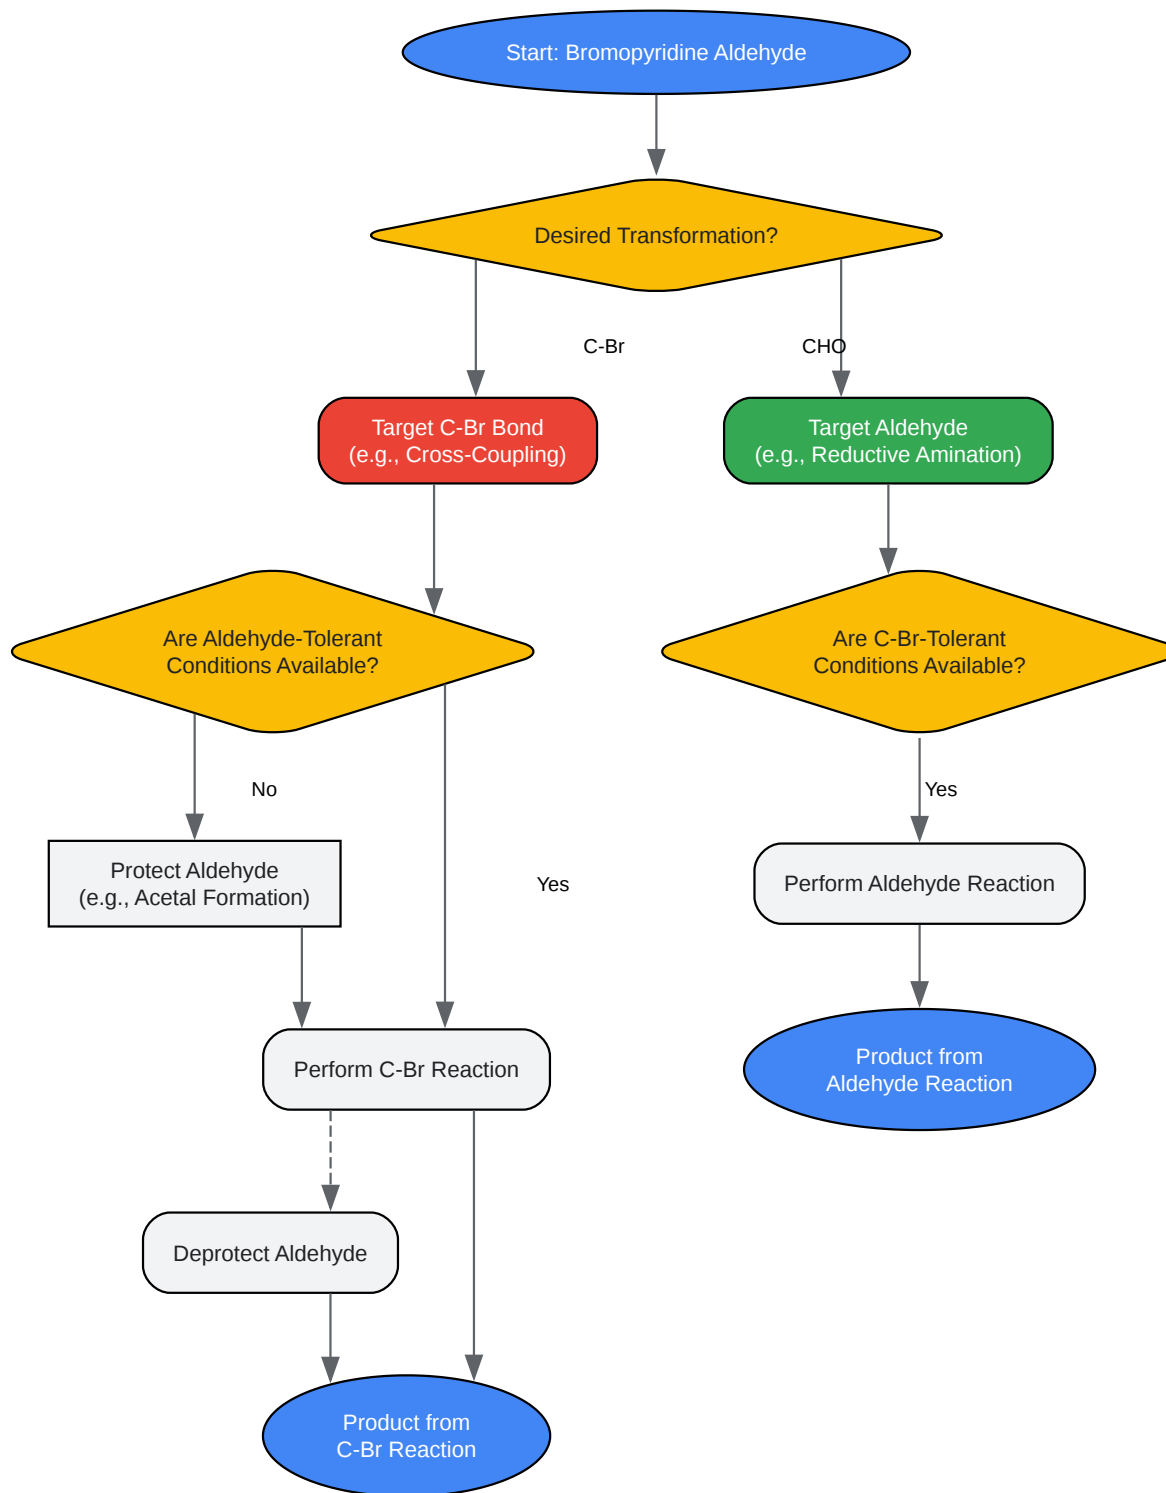 Start: Bromopyridine Aldehyde
Desired Transformation?
C-Br
CHO
Target C-Br Bond
(e.g., Cross-Coupling)
Target Aldehyde
(e.g., Reductive Amination)
Are Aldehyde-Tolerant
Conditions Available?
Are C-Br-Tolerant
Conditions Available?
No
Yes
Protect Aldehyde
(e.g., Acetal Formation)
Yes
Perform Aldehyde Reaction
Perform C-Br Reaction
Product from
Aldehyde Reaction
Deprotect Aldehyde
Product from
C-Br Reaction